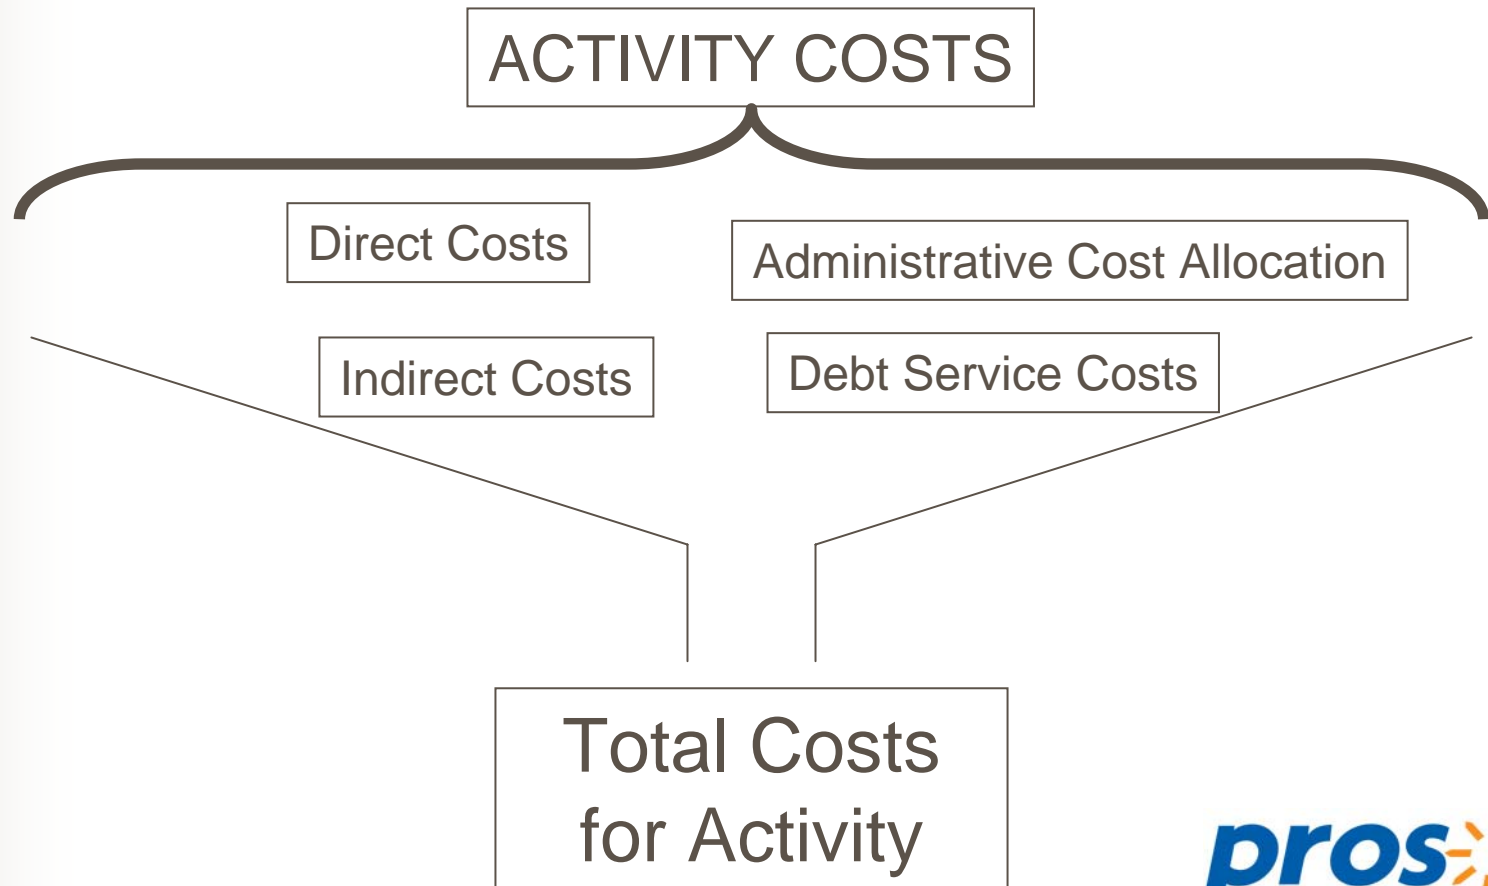 ACTIVITY COSTS
Direct Costs
Administrative Cost Allocation
Indirect Costs
Debt Service Costs
Total Costs
for Activity
pros